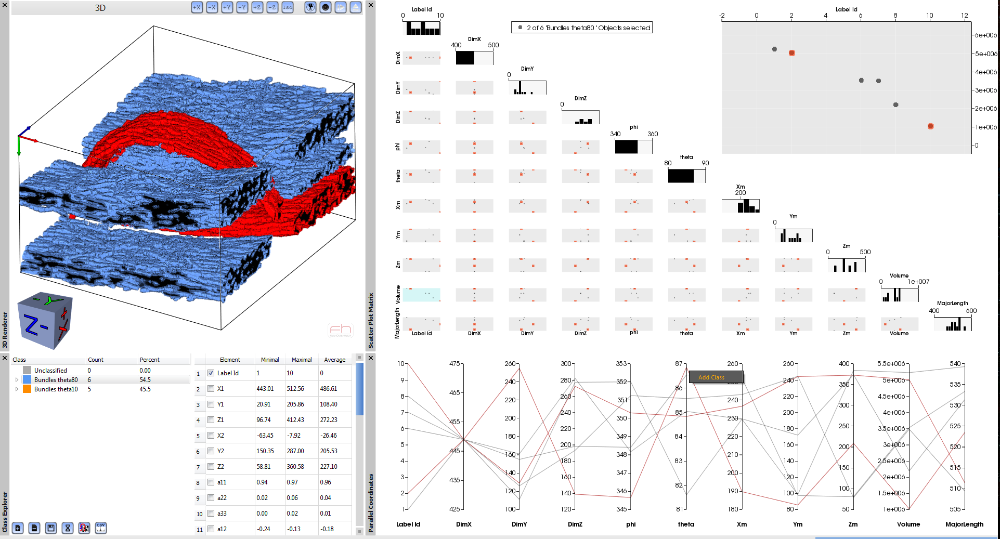 3D
+X -X +Y -Y +Z -Z Iso
3D Renderer
-Y
Z- +X
fh
Scatter Plot Matrix
Label Id
0 10
DimX
400 500
DimY
0
DimZ
0
phi
340 360
theta
80 90
Xm
200
Ym
0
Zm
0 500
Volume
0 1e+007
MajorLength
400 600
DimX
DimY
DimZ
phi
theta
Xm
Ym
Zm
Volume
MajorLength
Label Id DimX DimY DimZ phi theta Xm Ym Zm Volume
2 of 6 'Bundles theta80 ' Objects selected
Label Id
-2 0 2 4 6 8 10 12
6e+006
5e+006
4e+006
3e+006
2e+006
1e+006
0
Class Explorer
Class Count Percent
Unclassified 0 0.00
Bundles theta80 6 54.5
Bundles theta10 5 45.5
CSV
Element Minimal Maximal Average
1 Label Id 1 10 0
2 X1 443.01 512.56 486.61
3 Y1 20.91 205.86 108.40
4 Z1 96.74 412.43 272.23
5 X2 -63.45 -7.92 -26.46
6 Y2 150.35 287.00 205.53
7 Z2 58.81 360.58 227.10
8 a11 0.94 0.97 0.96
9 a22 0.02 0.06 0.04
10 a33 0.00 0.02 0.01
11 a12 -0.24 -0.13 -0.18
Parallel Coordinates
10 9 8 7 6 5 4 3 2 1
Label Id
475 465 455 445 435 425
DimX
260 240 220 200 180 160 140 120 100
DimY
300 280 260 240 220 200 180 160 140 120
DimZ
353 352 351 350 349 348 347 346 345
phi
87 86 85 84 83 82 81
theta
Add Class
260 240 230 220 210 200 190 180
Xm
260 240 220 200 180 160 140 120 100 80
Ym
400 350 300 250 200 150 100 50
Zm
5.5e+006 5e+006 4.5e+006 4e+006 3.5e+006 3e+006 2.5e+006 2e+006 1.5e+006 1e+006
Volume
540 535 530 525 520 515 510 505
MajorLength